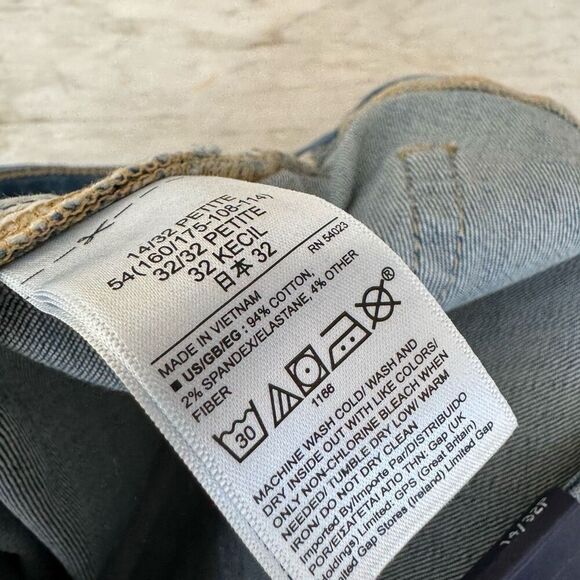 14/32 PETITE
54(160/175-108-114)
32/32 PETITE
32 KECIL
日本 32
RN 54023
MADE IN VIETNAM
■ US/GB/EG : 94% COTTON,
2% SPANDEX/ELASTANE, 4% OTHER
FIBER
30
1166
MACHINE WASH COLD/ WASH AND
DRY INSIDE OUT WITH LIKE COLORS/
ONLY NON-CHLORINE BLEACH WHEN
NEEDED/ TUMBLE DRY LOW/ WARM
IRON/ DO NOT DRY CLEAN
Imported By/Importe Par/DISTRIBUIDO
POR/ΕΙΖΑΓΕΤΑΙ ΑΠΟ ΤΗΝ: Gap (UK
Holdings) Limited: GPS (Great Britain)
Limited Gap Stores (Ireland) Limited Gap